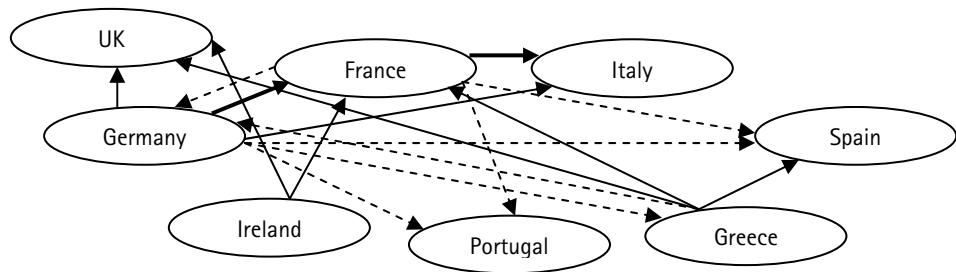 UK
France
Italy
Germany
Spain
Ireland
Portugal
Greece